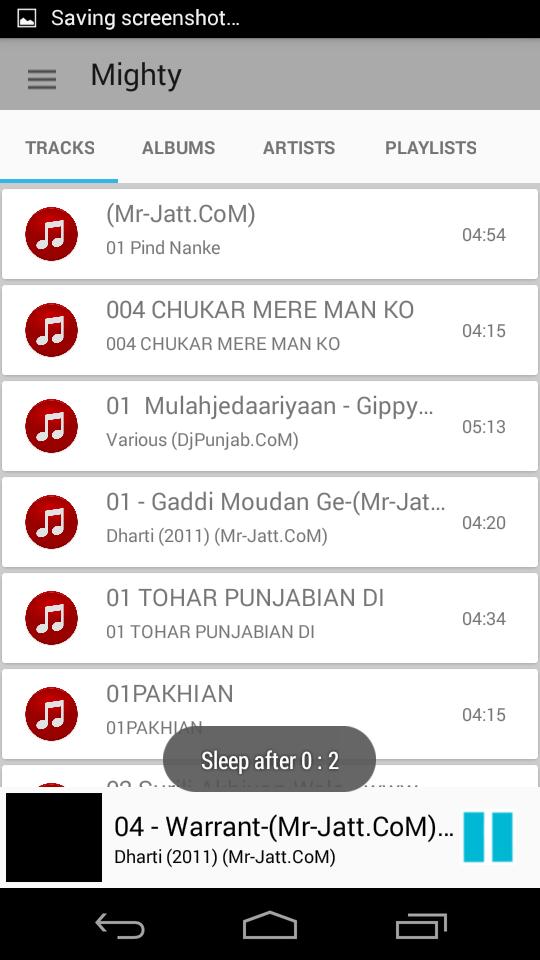 Saving screenshot...
Mighty
TRACKS ALBUMS ARTISTS PLAYLISTS
(Mr-Jatt.CoM)
01 Pind Nanke
04:54
004 CHUKAR MERE MAN KO
004 CHUKAR MERE MAN KO
04:15
01  Mulahjedaariyaan - Gippy...
Various (DjPunjab.CoM)
05:13
01 - Gaddi Moudan Ge-(Mr-Jat...
Dharti (2011) (Mr-Jatt.CoM)
04:20
01 TOHAR PUNJABIAN DI
01 TOHAR PUNJABIAN DI
04:34
01PAKHIAN
01PAKHIAN
04:15
Sleep after 0 : 2
04 - Warrant-(Mr-Jatt.CoM)...
Dharti (2011) (Mr-Jatt.CoM)